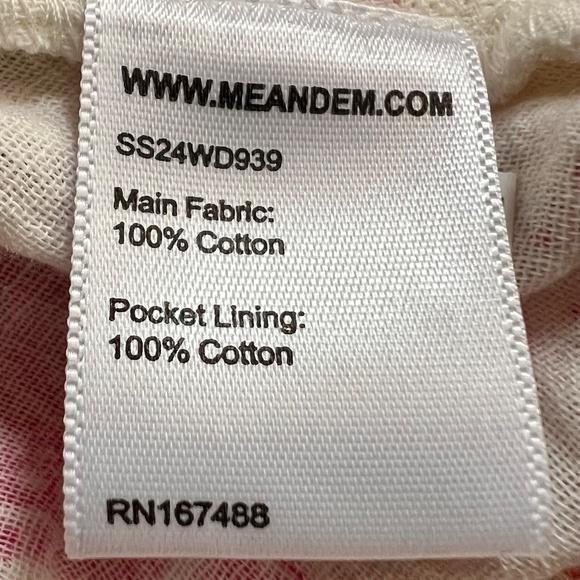 WWW.MEANDEM.COM
SS24WD939
Main Fabric:
100% Cotton
Pocket Lining:
100% Cotton
RN167488